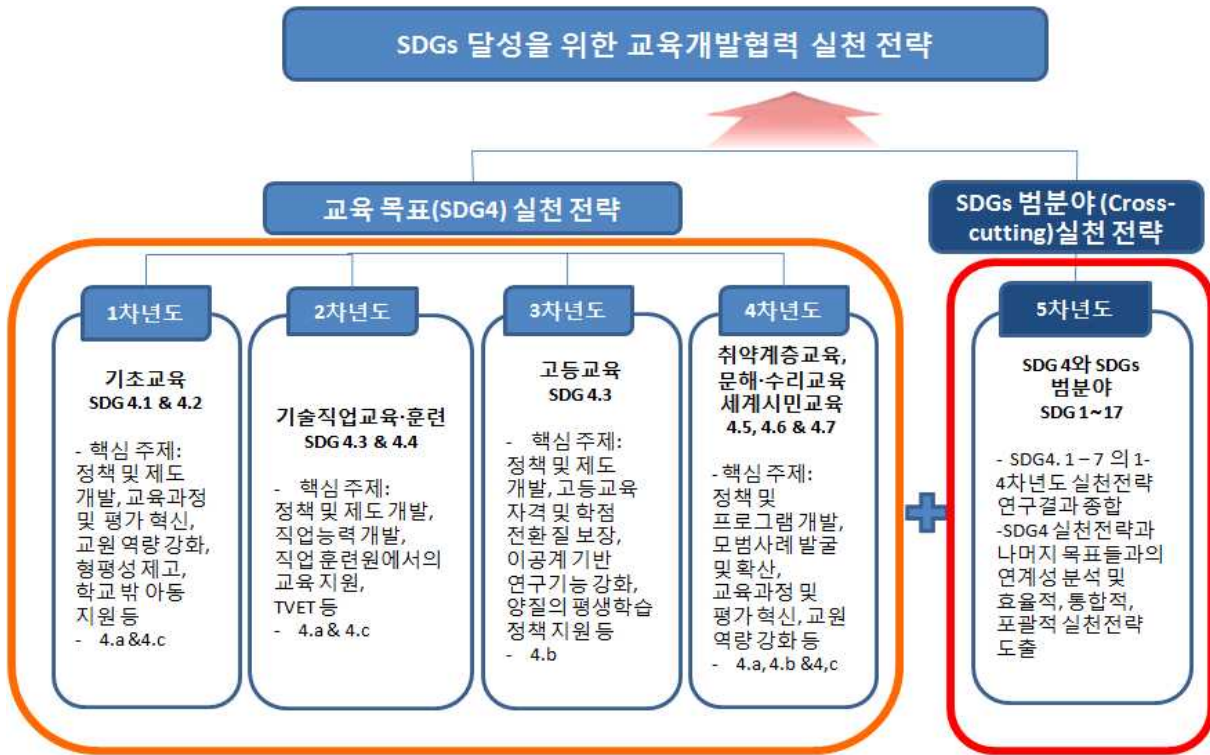 SDGs 달성을 위한 교육개발협력 실천 전략
교육 목표(SDG4) 실천 전략
SDGs 범분야 (Cross-
cutting)실천 전략
1차년도
기초교육
SDG 4.1 & 4.2
- 핵심 주제:
정책 및 제도
개발, 교육과정
및 평가 혁신,
교원 역량 강화,
형평성 제고,
학교 밖 아동
지원 등
- 4.a &4.c
2차년도
기술직업교육·훈련
SDG 4.3 & 4.4
- 핵심 주제:
정책 및 제도 개발,
직업능력 개발,
직업 훈련원에서의
교육 지원,
TVET 등
- 4.a & 4.c
3차년도
고등교육
SDG 4.3
- 핵심 주제:
정책 및 제도
개발, 고등교육
자격 및 학점
전환 질 보장,
이공계 기반
연구기능 강화,
양질의 평생학습
정책 지원 등
- 4.b
4차년도
취약계층교육,
문해·수리교육
세계시민교육
4.5, 4.6 & 4.7
- 핵심 주제:
정책 및
프로그램 개발,
모범사례 발굴
및 확산,
교육과정 및
평가 혁신, 교원
역량 강화 등
- 4.a, 4.b &4,c
5차년도
SDG 4와 SDGs
범분야
SDG 1~17
- SDG4. 1 – 7 의 1-
4차년도 실천전략
연구결과 종합
-SDG4 실천전략과
나머지 목표들과의
연계성 분석 및
효율적, 통합적,
포괄적 실천전략
도출